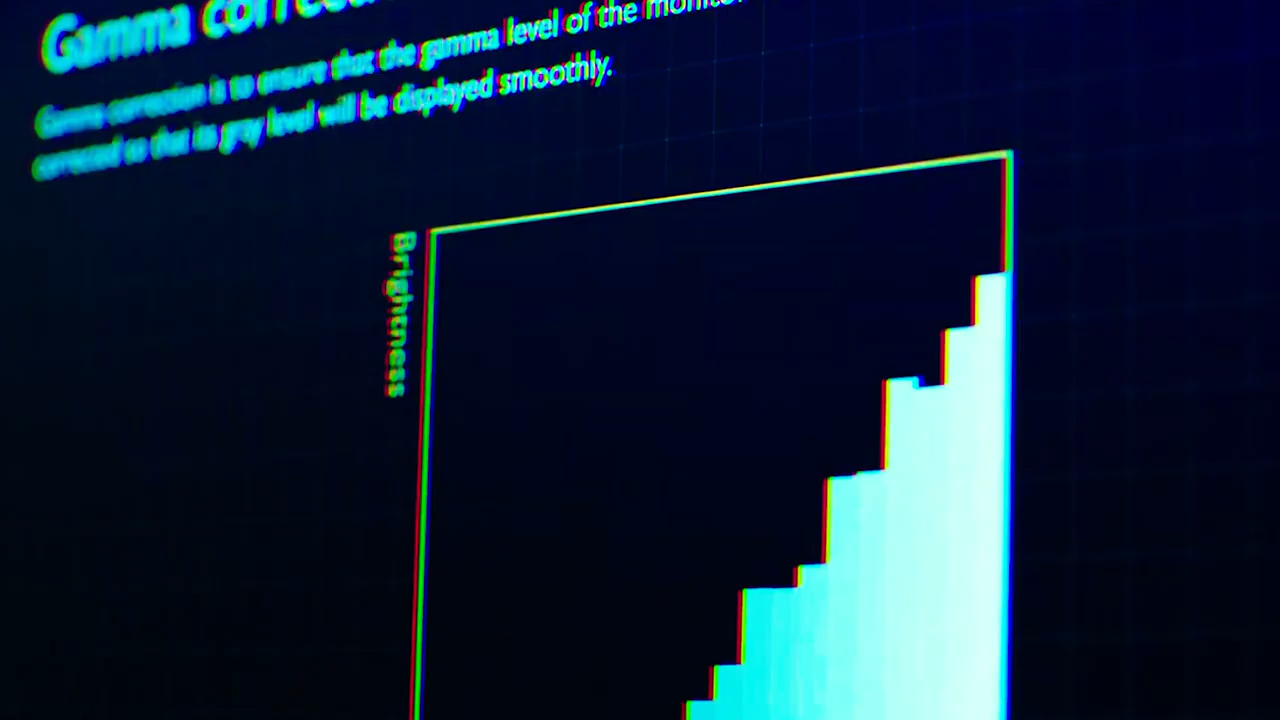 Gamma
Gamma correction is to ensure that the gamma level of the
corrected so that its gray level will be displayed smoothly.
Brightness